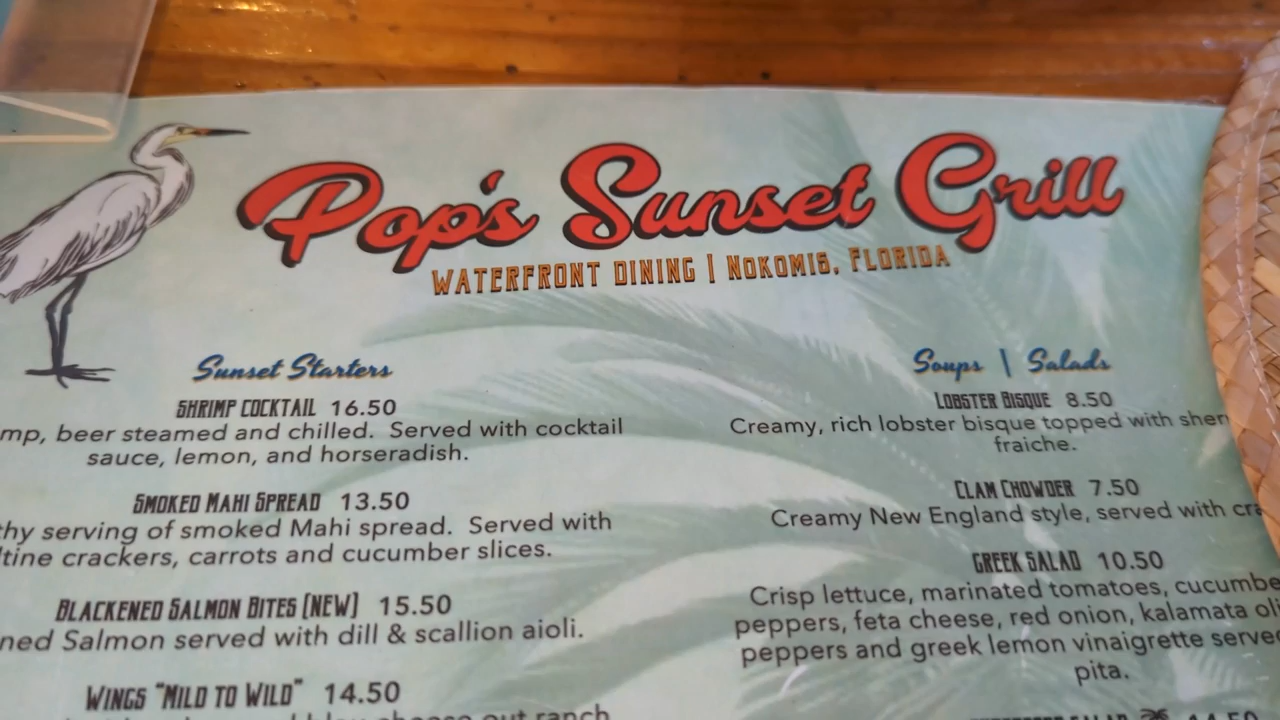 Pop's Sunset Grill
WATERFRONT DINING | NOKOMIS, FLORIDA
Sunset Starters
SHRIMP COCKTAIL 16.50
beer steamed and chilled. Served with cocktail
sauce, lemon, and horseradish.
SMOKED MAHI SPREAD 13.50
serving of smoked Mahi spread. Served with
crackers, carrots and cucumber slices.
BLACKENED SALMON BITES (NEW) 15.50
Salmon served with dill & scallion aioli.
WINGS "MILD TO WILD" 14.50
ranch
Soups | Salads
LOBSTER BISQUE 8.50
Creamy, rich lobster bisque topped with
fraiche.
CLAM CHOWDER 7.50
Creamy New England style, served with
GREEK SALAD 10.50
Crisp lettuce, marinated tomatoes,
peppers, feta cheese, red onion, kalamata
peppers and greek lemon vinaigrette
pita.